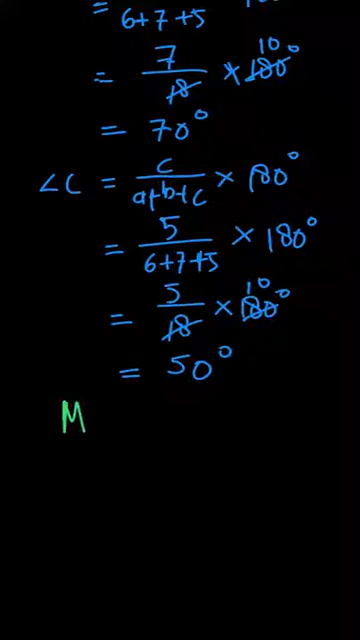 = 6+7+5
= 7/18 × 180° 10
= 70°
∠C = c/a+b+c × 180°
= 5/6+7+5 × 180°
= 5/18 × 180° 10
= 50°
M